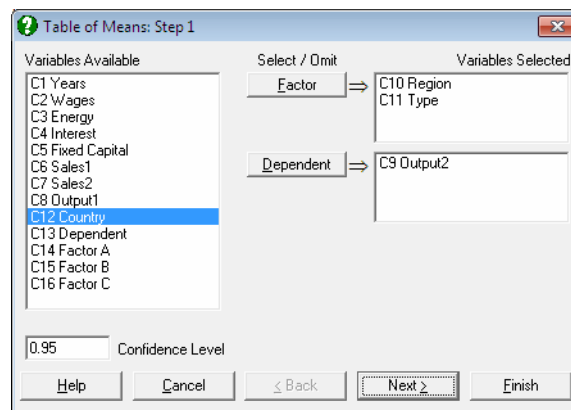 Table of Means: Step 1
Variables Available
Select / Omit
Variables Selected
C1 Years
C2 Wages
C3 Energy
C4 Interest
C5 Fixed Capital
C6 Sales1
C7 Sales2
C8 Output1
C12 Country
C13 Dependent
C14 Factor A
C15 Factor B
C16 Factor C
Factor
C10 Region
C11 Type
Dependent
C9 Output2
0.95 Confidence Level
Help Cancel < Back Next > Finish